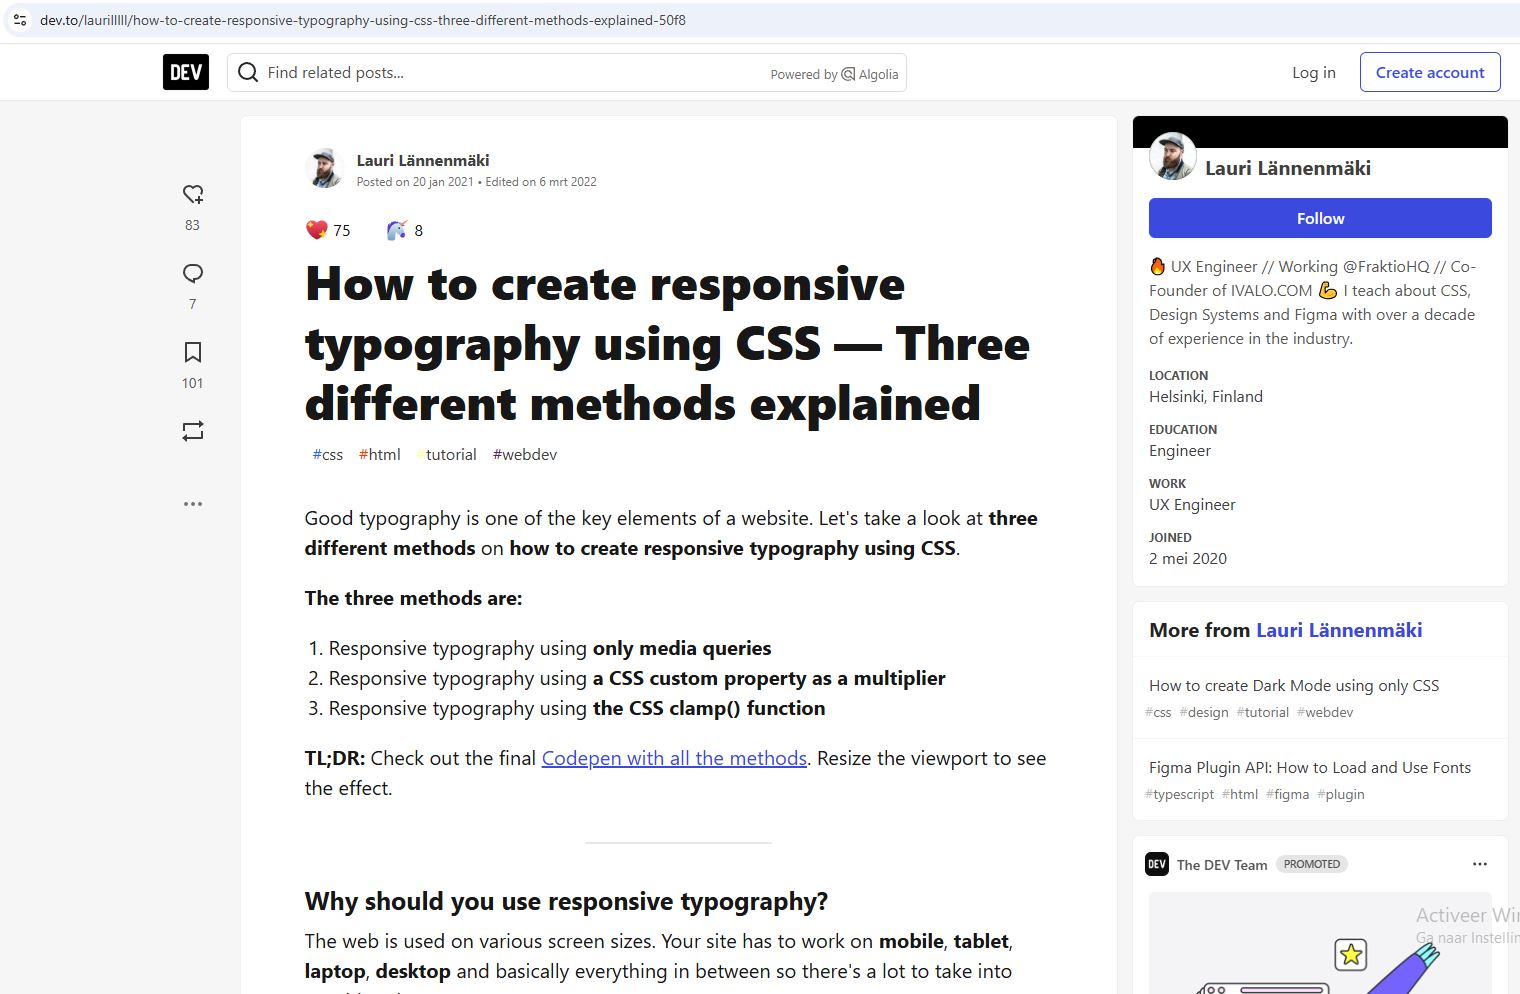 dev.to/laurilllll/how-to-create-responsive-typography-using-css-three-different-methods-explained-50f8
DEV
Find related posts...
Powered by Algolia
Log in
Create account
83
7
101
Lauri Lännenmäki
Posted on 20 jan 2021 • Edited on 6 mrt 2022
75
8
How to create responsive
typography using CSS — Three
different methods explained
#css #html #tutorial #webdev
Good typography is one of the key elements of a website. Let's take a look at three
different methods on how to create responsive typography using CSS.
The three methods are:
1. Responsive typography using only media queries
2. Responsive typography using a CSS custom property as a multiplier
3. Responsive typography using the CSS clamp() function
TL;DR: Check out the final Codepen with all the methods. Resize the viewport to see
the effect.
Why should you use responsive typography?
The web is used on various screen sizes. Your site has to work on mobile, tablet,
laptop, desktop and basically everything in between so there's a lot to take into
Lauri Lännenmäki
Follow
🔥 UX Engineer // Working @FraktioHQ // Co-
Founder of IVALO.COM 💪 I teach about CSS,
Design Systems and Figma with over a decade
of experience in the industry.
LOCATION
Helsinki, Finland
EDUCATION
Engineer
WORK
UX Engineer
JOINED
2 mei 2020
More from Lauri Lännenmäki
How to create Dark Mode using only CSS
#css #design #tutorial #webdev
Figma Plugin API: How to Load and Use Fonts
#typescript #html #figma #plugin
DEV
The DEV Team
PROMOTED
Activeer Win
Ga naar Instellin